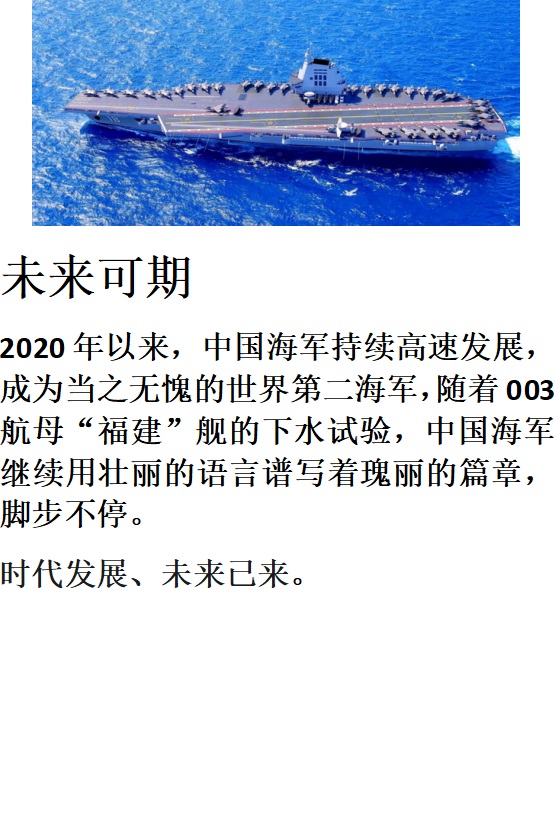 未来可期
2020 年以来，中国海军持续高速发展，
成为当之无愧的世界第二海军，随着 003
航母“福建”舰的下水试验，中国海军
继续用壮丽的语言谱写着瑰丽的篇章，
脚步不停。
时代发展、未来已来。